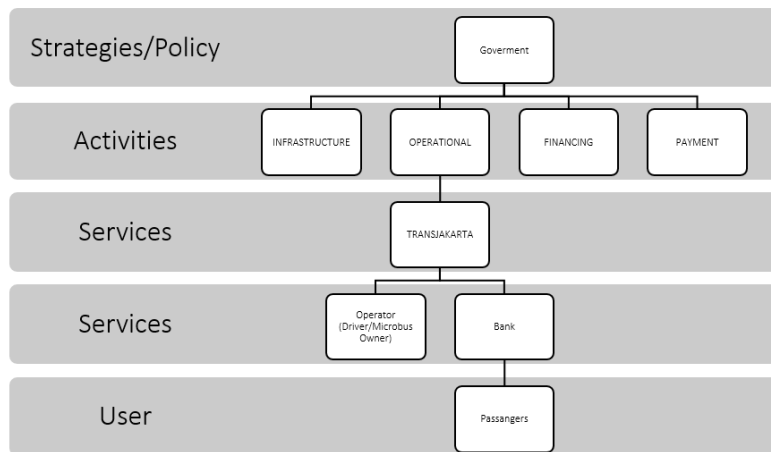 Strategies/Policy
Goverment
Activities
INFRASTRUCTURE
OPERATIONAL
FINANCING
PAYMENT
Services
TRANSJAKARTA
Services
Operator
(Driver/Microbus
Owner)
Bank
User
Passangers